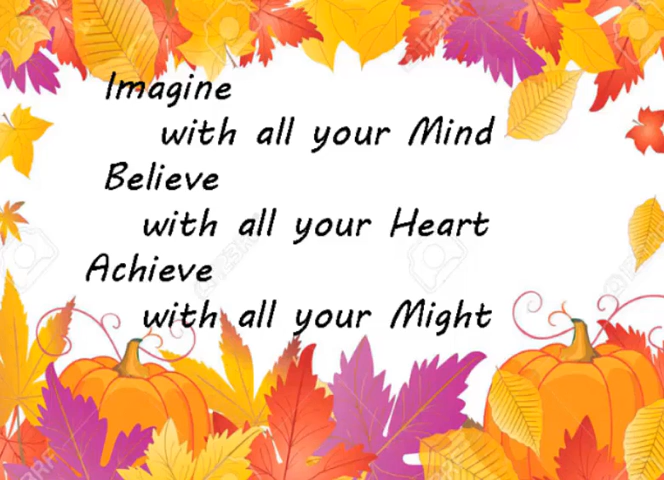 Imagine
with all your Mind
Believe
with all your Heart
Achieve
with all your Might